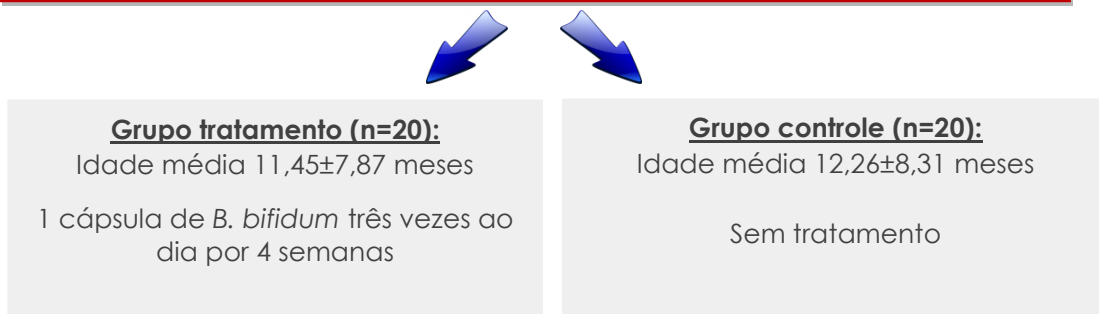 Grupo tratamento (n=20):
Idade média 11,45±7,87 meses
1 cápsula de B. bifidum três vezes ao
dia por 4 semanas
Grupo controle (n=20):
Idade média 12,26±8,31 meses
Sem tratamento